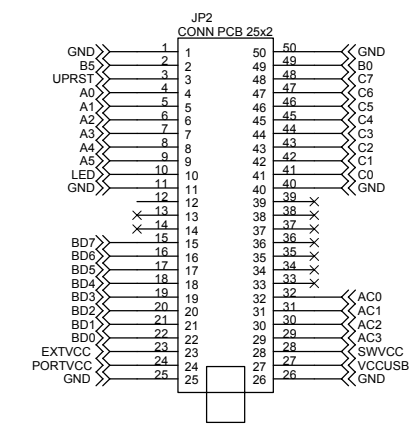 JP2
CONN PCB 25x2
GND 1 1 50 50 GND
B5 2 2 49 49 B0
UPRST 3 3 48 48 C7
A0 4 4 47 47 C6
A1 5 5 46 46 C5
A2 6 6 45 45 C4
A3 7 7 44 44 C3
A4 8 8 43 43 C2
A5 9 9 42 42 C1
LED 10 10 41 41 C0
GND 11 11 40 40 GND
12 12 39 39
13 13 38 38
14 14 37 37
BD7 15 15 36 36
BD6 16 16 35 35
BD5 17 17 34 34
BD4 18 18 33 33
BD3 19 19 32 32 AC0
BD2 20 20 31 31 AC1
BD1 21 21 30 30 AC2
BD0 22 22 29 29 AC3
EXTVCC 23 23 28 28 SWVCC
PORTVCC 24 24 27 27 VCCUSB
GND 25 25 26 26 GND